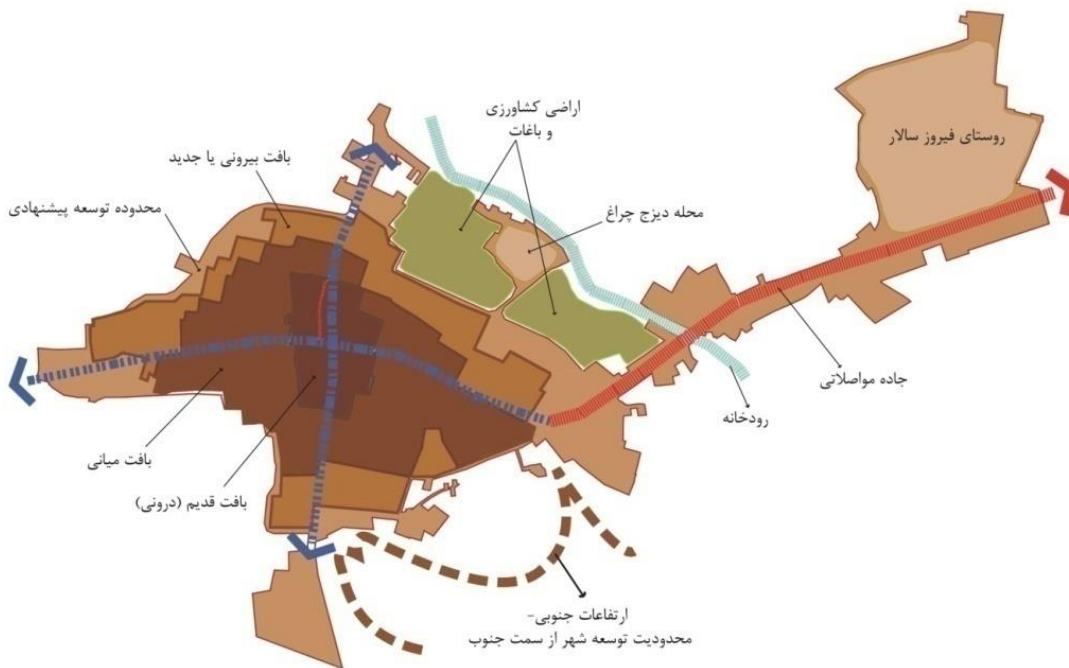 اراضی کشاورزی
و باغات
روستای فیروز سالار
بافت بیرونی یا جدید
محدوده توسعه پیشنهادی
محله دیزج چراغ
جاده مواصلاتی
رودخانه
بافت میانی
بافت قدیم (درونی)
ارتفاعات جنوبی-
محدودیت توسعه شهر از سمت جنوب